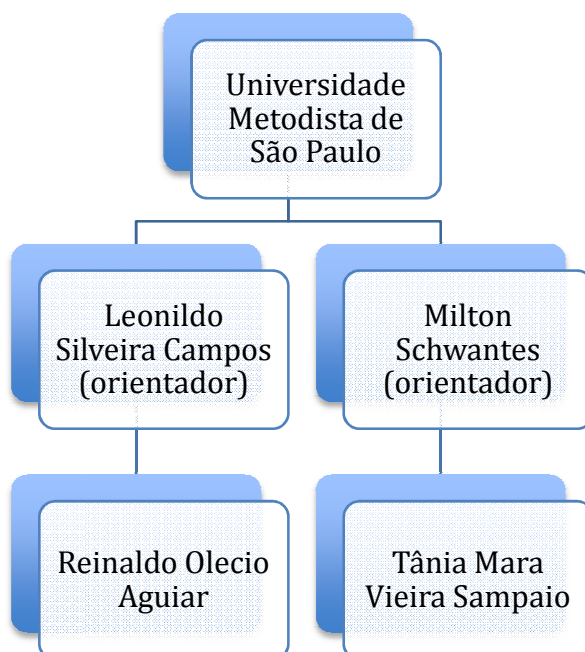 Universidade
Metodista de
São Paulo
Leonildo
Silveira Campos
(orientador)
Milton
Schwantes
(orientador)
Reinaldo Olecio
Aguiar
Tânia Mara
Vieira Sampaio